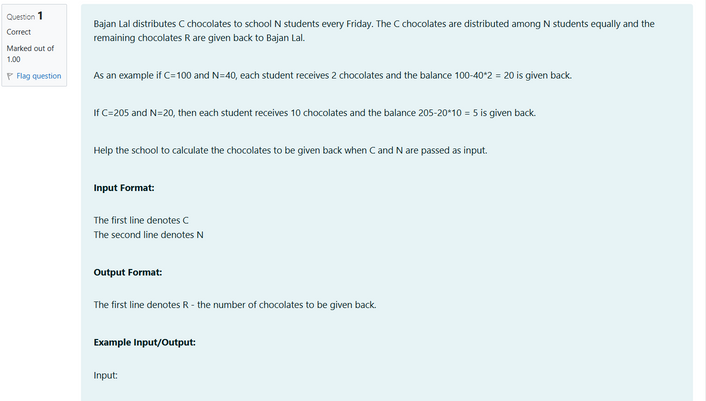 Question 1
Correct
Marked out of
1.00
Flag question
Bajan Lal distributes C chocolates to school N students every Friday. The C chocolates are distributed among N students equally and the
remaining chocolates R are given back to Bajan Lal.
As an example if C=100 and N=40, each student receives 2 chocolates and the balance 100-40*2 = 20 is given back.
If C=205 and N=20, then each student receives 10 chocolates and the balance 205-20*10 = 5 is given back.
Help the school to calculate the chocolates to be given back when C and N are passed as input.
Input Format:
The first line denotes C
The second line denotes N
Output Format:
The first line denotes R - the number of chocolates to be given back.
Example Input/Output:
Input: